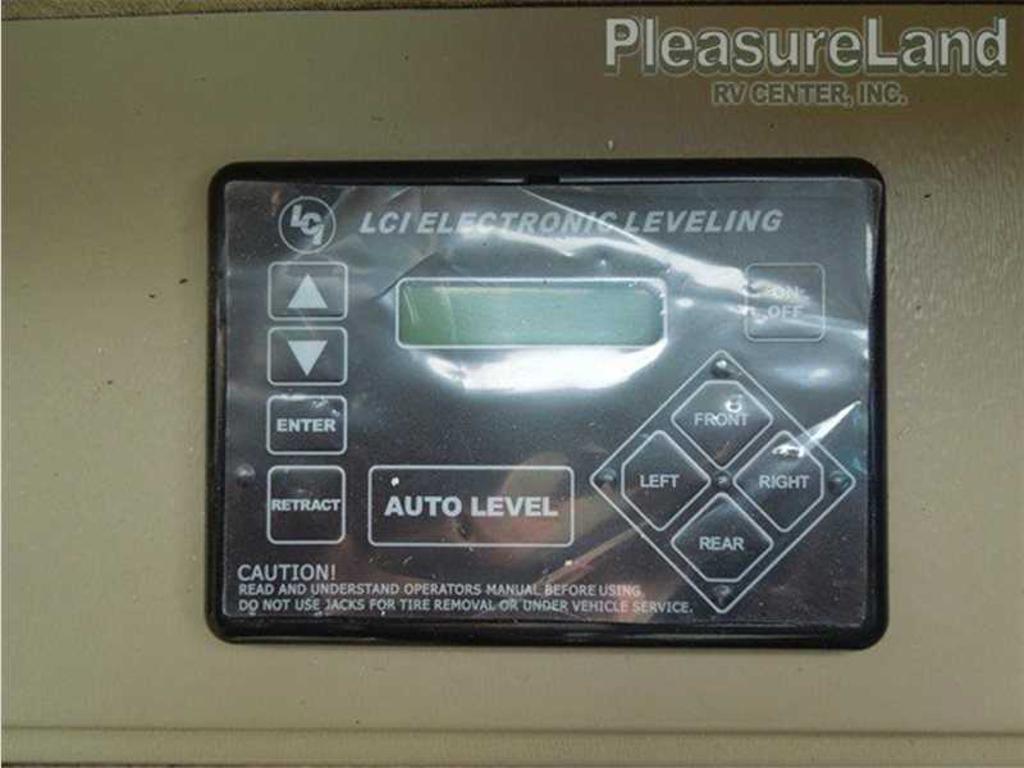 PleasureLand
RV CENTER, INC.
LCI
LCI ELECTRONIC LEVELING
ON
OFF
ENTER
RETRACT
AUTO LEVEL
FRONT
LEFT
RIGHT
REAR
CAUTION!
READ AND UNDERSTAND OPERATORS MANUAL BEFORE USING.
DO NOT USE JACKS FOR TIRE REMOVAL OR UNDER VEHICLE SERVICE.